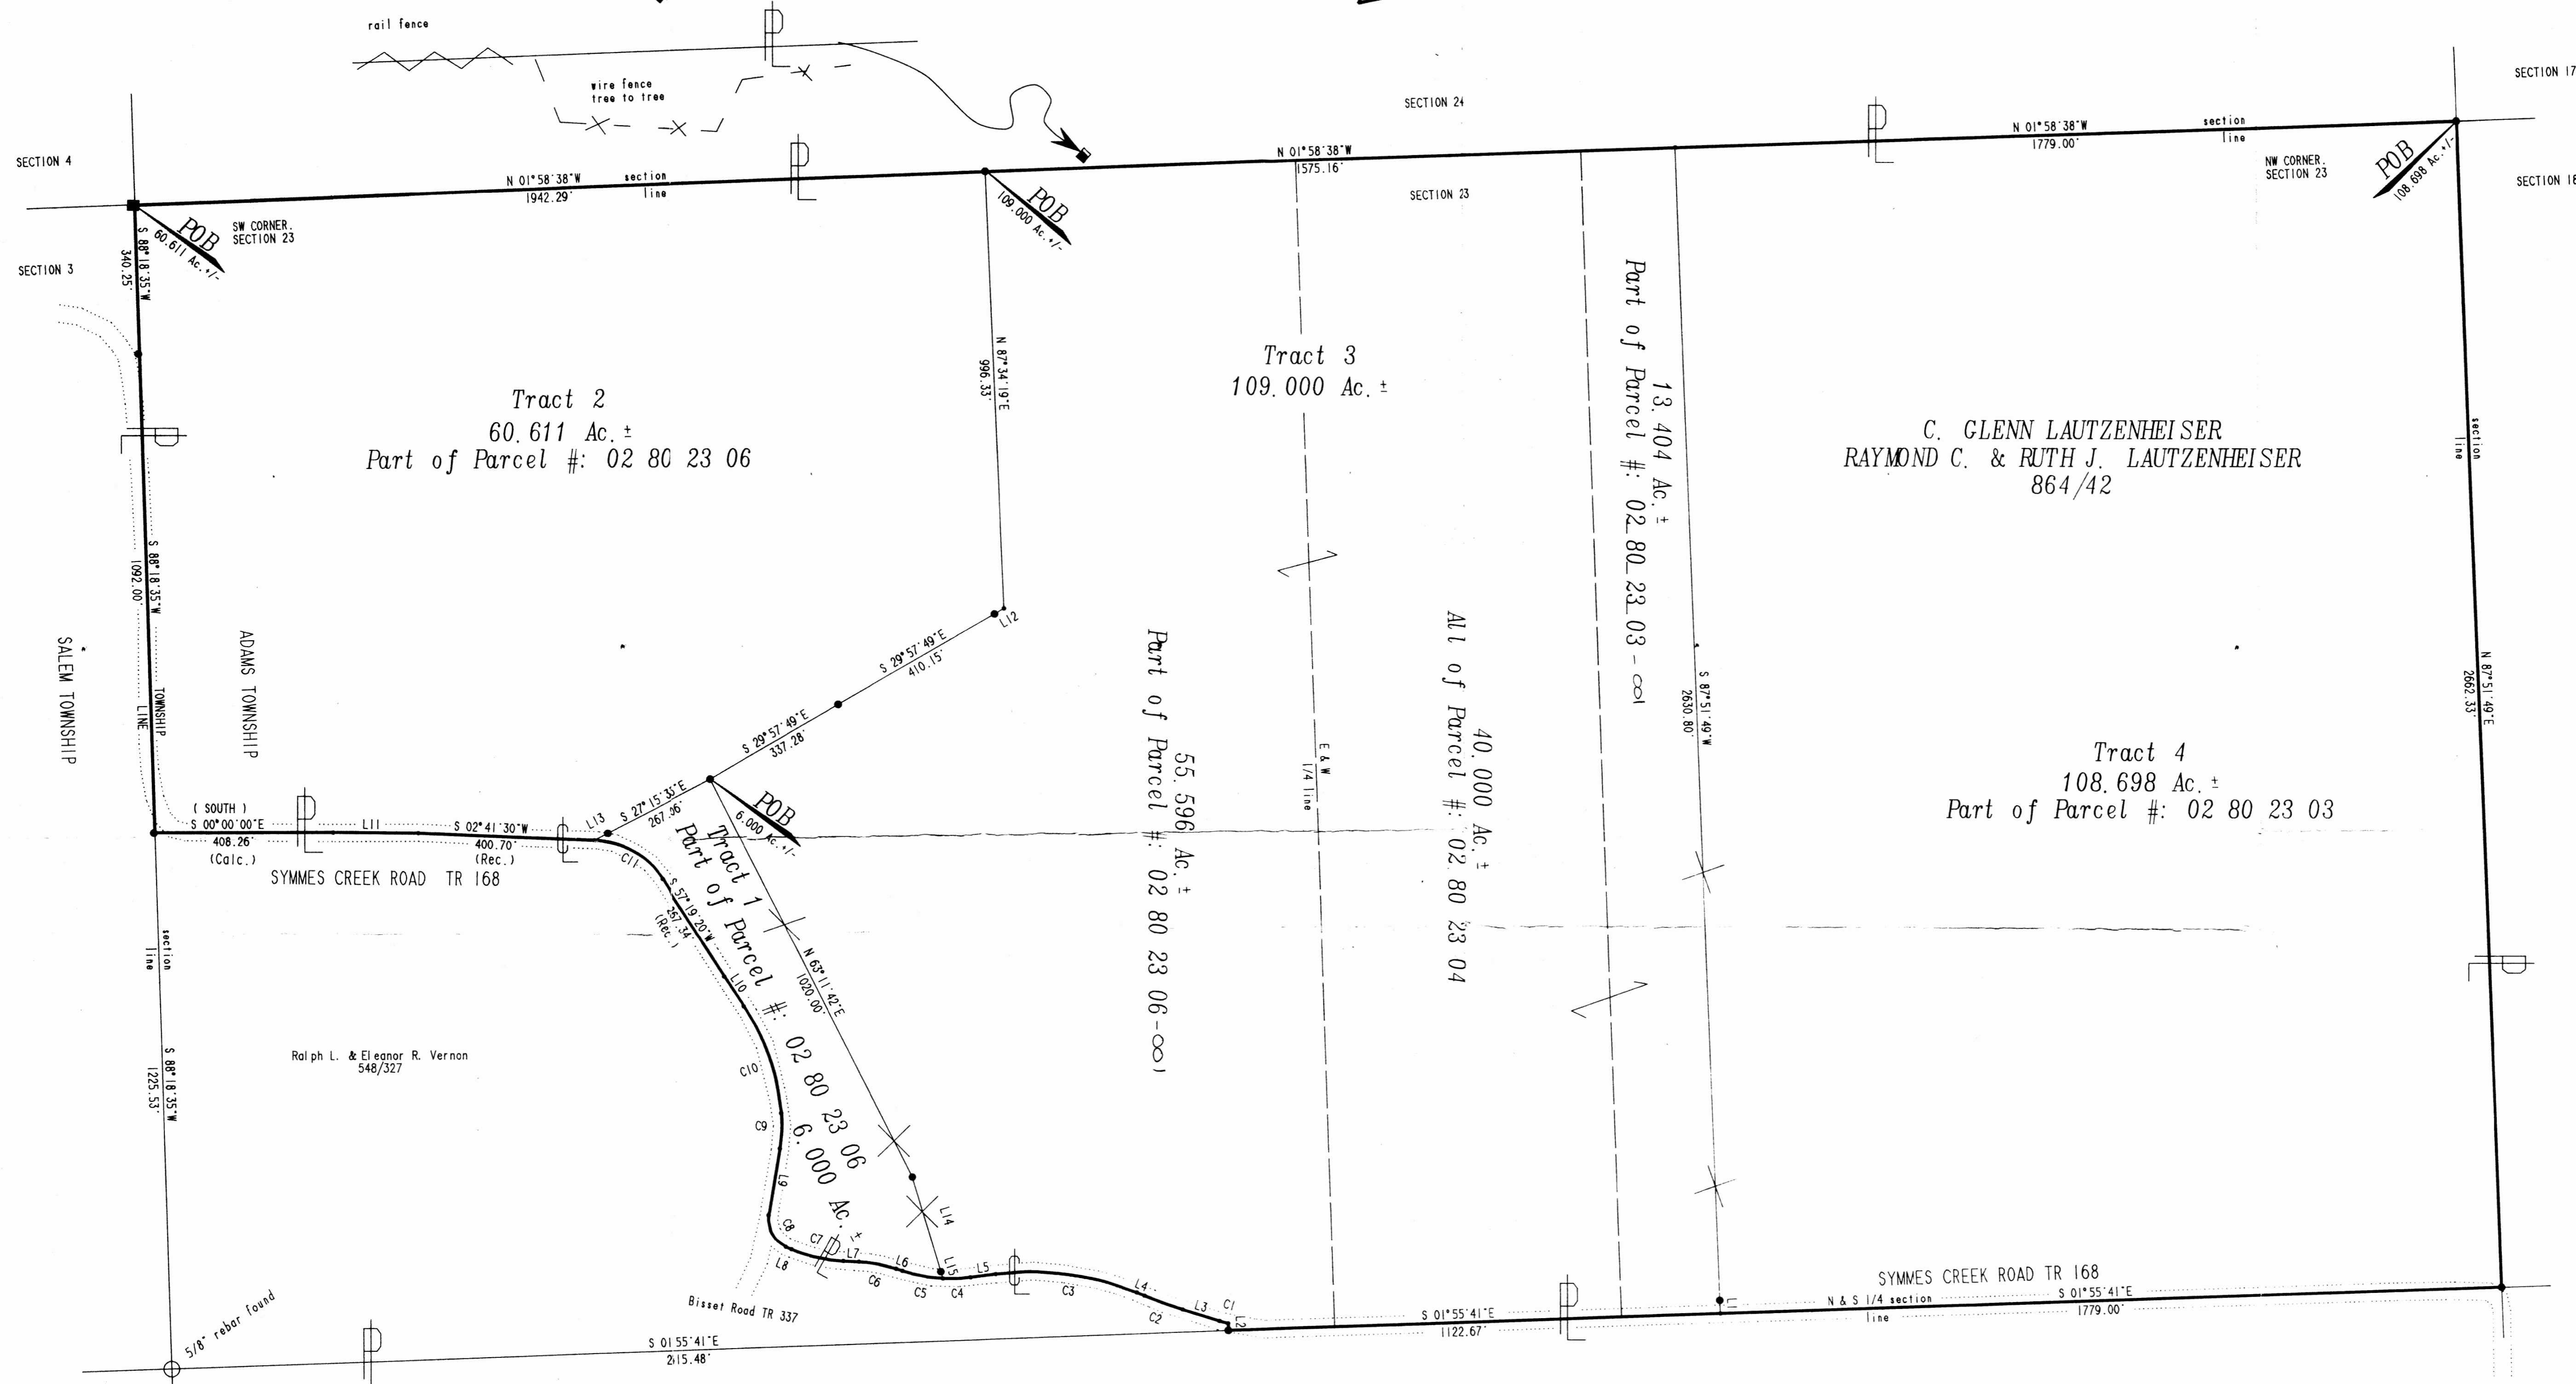 rail fence
wire fence
tree to tree
SECTION 17
SECTION 24
SECTION 4
N 01°58'38"W
1942.29'
section
line
N 01°58'38"W
1575.16'
N 01°58'38"W
1779.00'
section
line
NW CORNER.
SECTION 23
POB
108.698 Ac.+/-
SECTION 18
SECTION 23
POB
109.000 Ac.+/-
POB
60.611 Ac.+/-
SW CORNER.
SECTION 23
SECTION 3
S 88°18'35"W
340.25'
N 87°34'19"E
996.33'
Tract 2
60.611 Ac.±
Part of Parcel #: 02 80 23 06
Tract 3
109.000 Ac.±
13.404 Ac.±
Part of Parcel #: 02 80 23 03-001
C. GLENN LAUTZENHEISER
RAYMOND C. & RUTH J. LAUTZENHEISER
864/42
section
line
S 88°18'35"W
1092.00'
TOWNSHIP
LINE
SALEM TOWNSHIP
ADAMS TOWNSHIP
L12
S 29°57'49"E
410.15'
S 29°57'49"E
337.28'
55.596 Ac.±
Part of Parcel #: 02 80 23 06-001
E & W
1/4 line
40.000 Ac.±
All of Parcel #: 02 80 23 04
S 87°51'49"W
2630.80'
N 87°51'49"E
2662.33'
Tract 4
108.698 Ac.±
Part of Parcel #: 02 80 23 03
( SOUTH )
S 00°00'00"E
408.26'
(Calc.)
L11
S 02°41'30"W
400.70'
(Rec.)
L13
S 27°15'35"E
267.06'
POB
6.000 Ac.+/-
SYMMES CREEK ROAD TR 168
C11
S 57°19'20"W
267.34'
(Rec.)
Tract 1
Part of Parcel #: 02 80 23 06
6.000 Ac.±
N 63°11'42"E
1020.00'
L10
section
line
S 88°18'35"W
1225.53'
Ralph L. & Eleanor R. Vernon
548/327
C10
C9
L9
C8
L8
C7
L7
C6
L6
C5
L14
L15
C4
L5
C3
L4
C2
L3
C1
L2
Bisset Road TR 337
5/8" rebar found
S 01°55'41"E
2115.48'
S 01°55'41"E
1122.67'
L1
N & S 1/4 section
line
SYMMES CREEK ROAD TR 168
S 01°55'41"E
1779.00'